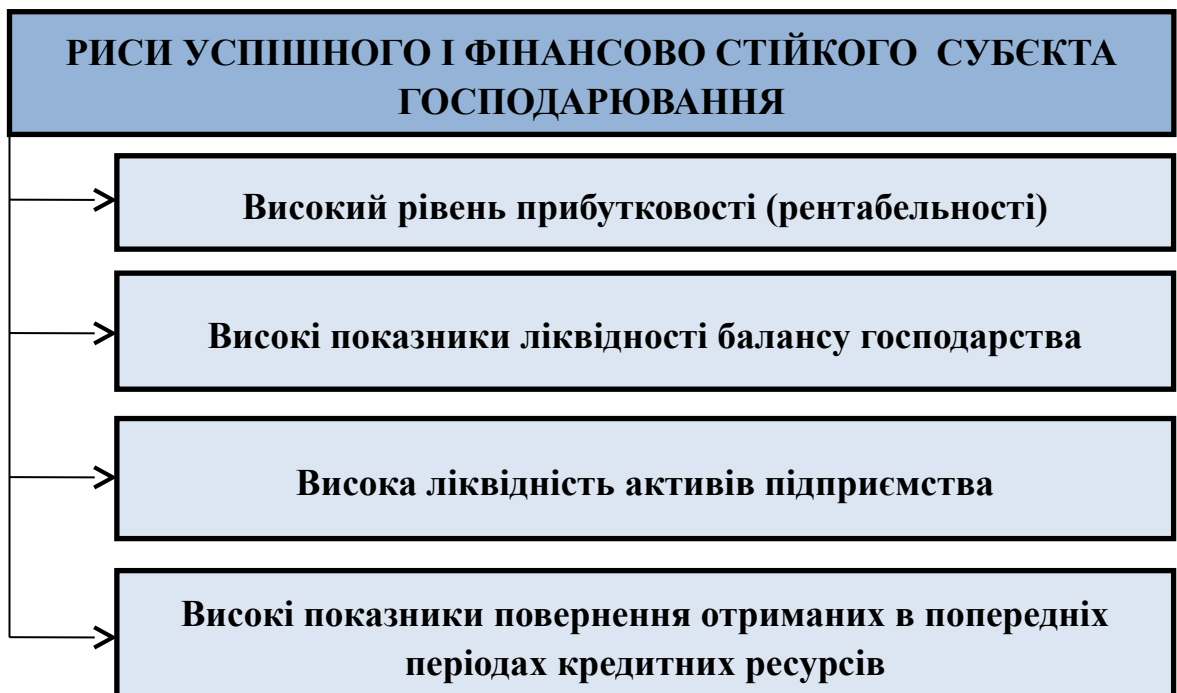 РИСИ УСПІШНОГО І ФІНАНСОВО СТІЙКОГО СУБЄКТА
ГОСПОДАРЮВАННЯ
Високий рівень прибутковості (рентабельності)
Високі показники ліквідності балансу господарства
Висока ліквідність активів підприємства
Високі показники повернення отриманих в попередніх
періодах кредитних ресурсів